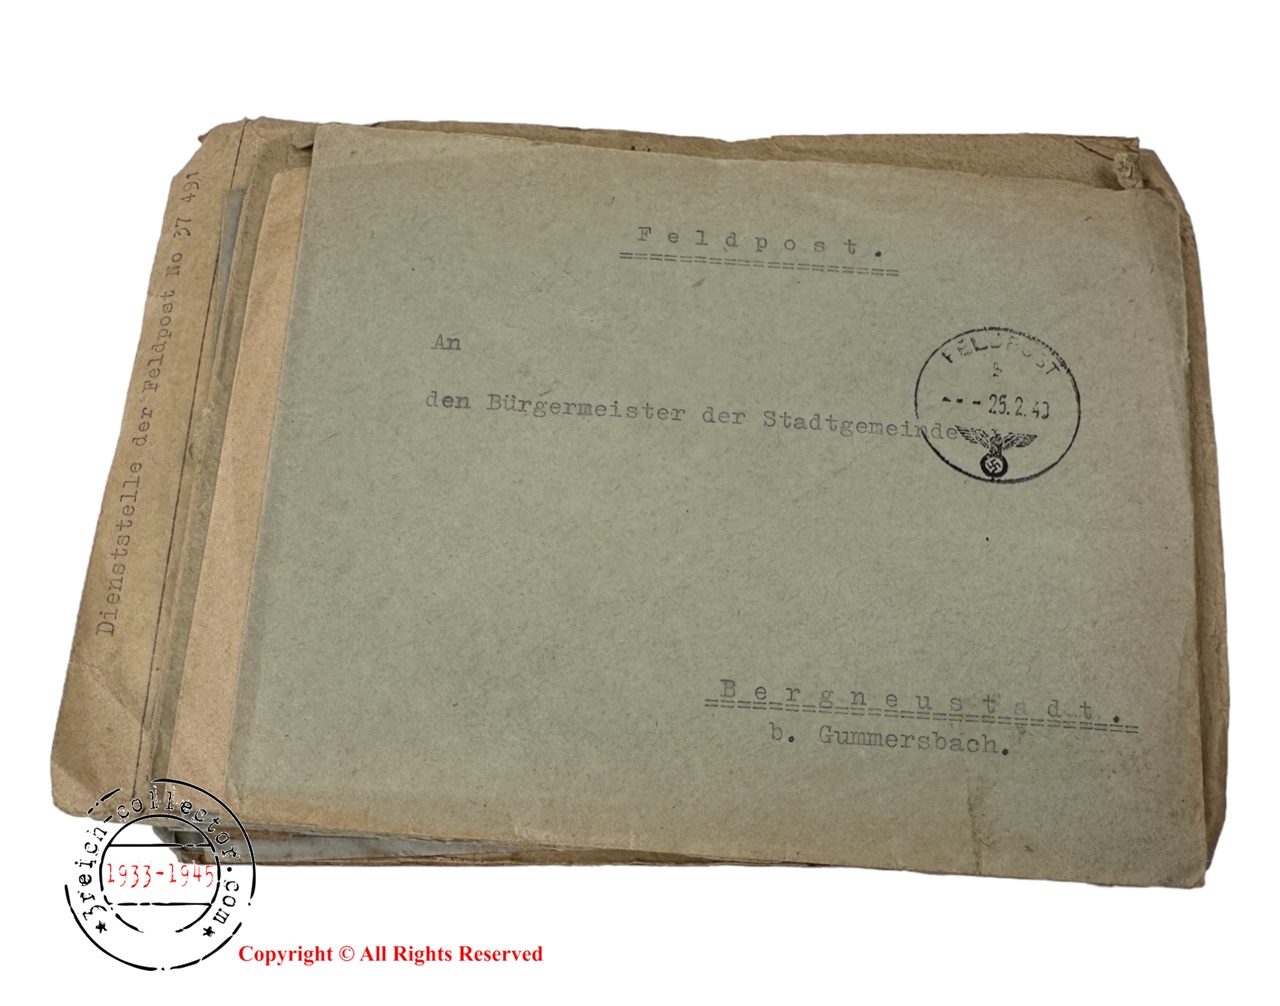 Dienststelle der Feldpost No 37 491
Feldpost.
An
den Bürgermeister der Stadtgemeinde
FELDPOST
- - - 25.2.40
Bergneustadt.
b. Gummersbach.
3reich-collector.com
1933-1945
Copyright © All Rights Reserved